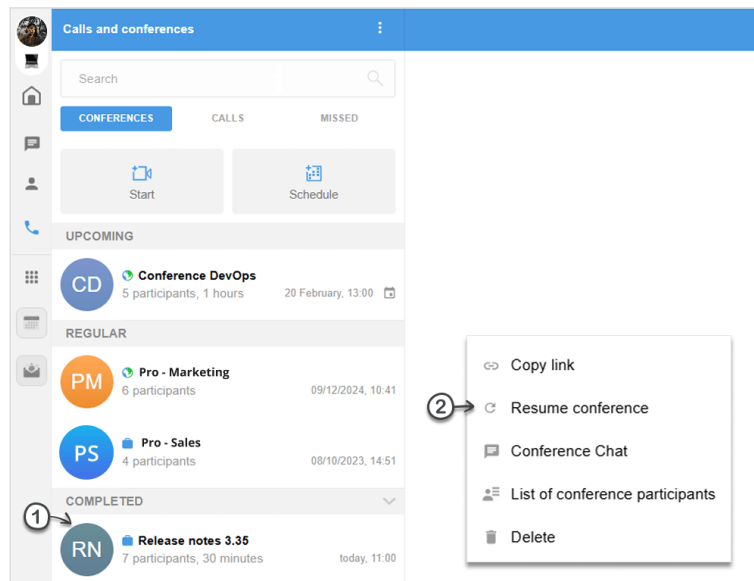 Calls and conferences
Search
CONFERENCES CALLS MISSED
Start Schedule
UPCOMING
CD Conference DevOps
5 participants, 1 hours 20 February, 13:00
REGULAR
PM Pro - Marketing
6 participants 09/12/2024, 10:41
PS Pro - Sales
4 participants 08/10/2023, 14:51
COMPLETED
1
RN Release notes 3.35
7 participants, 30 minutes today, 11:00
Copy link
2 Resume conference
Conference Chat
List of conference participants
Delete